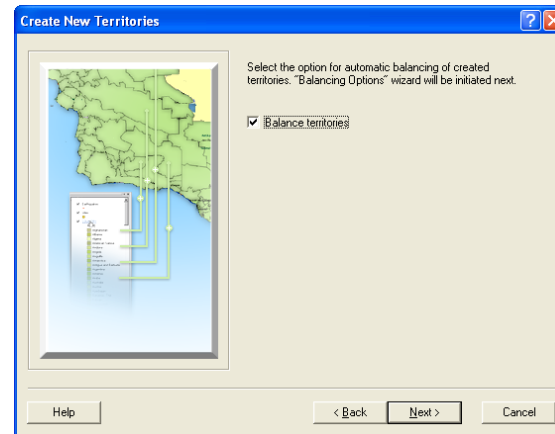 Create New Territories
Select the option for automatic balancing of created
territories. "Balancing Options" wizard will be initiated next.
Balance territories
Help
< Back
Next >
Cancel